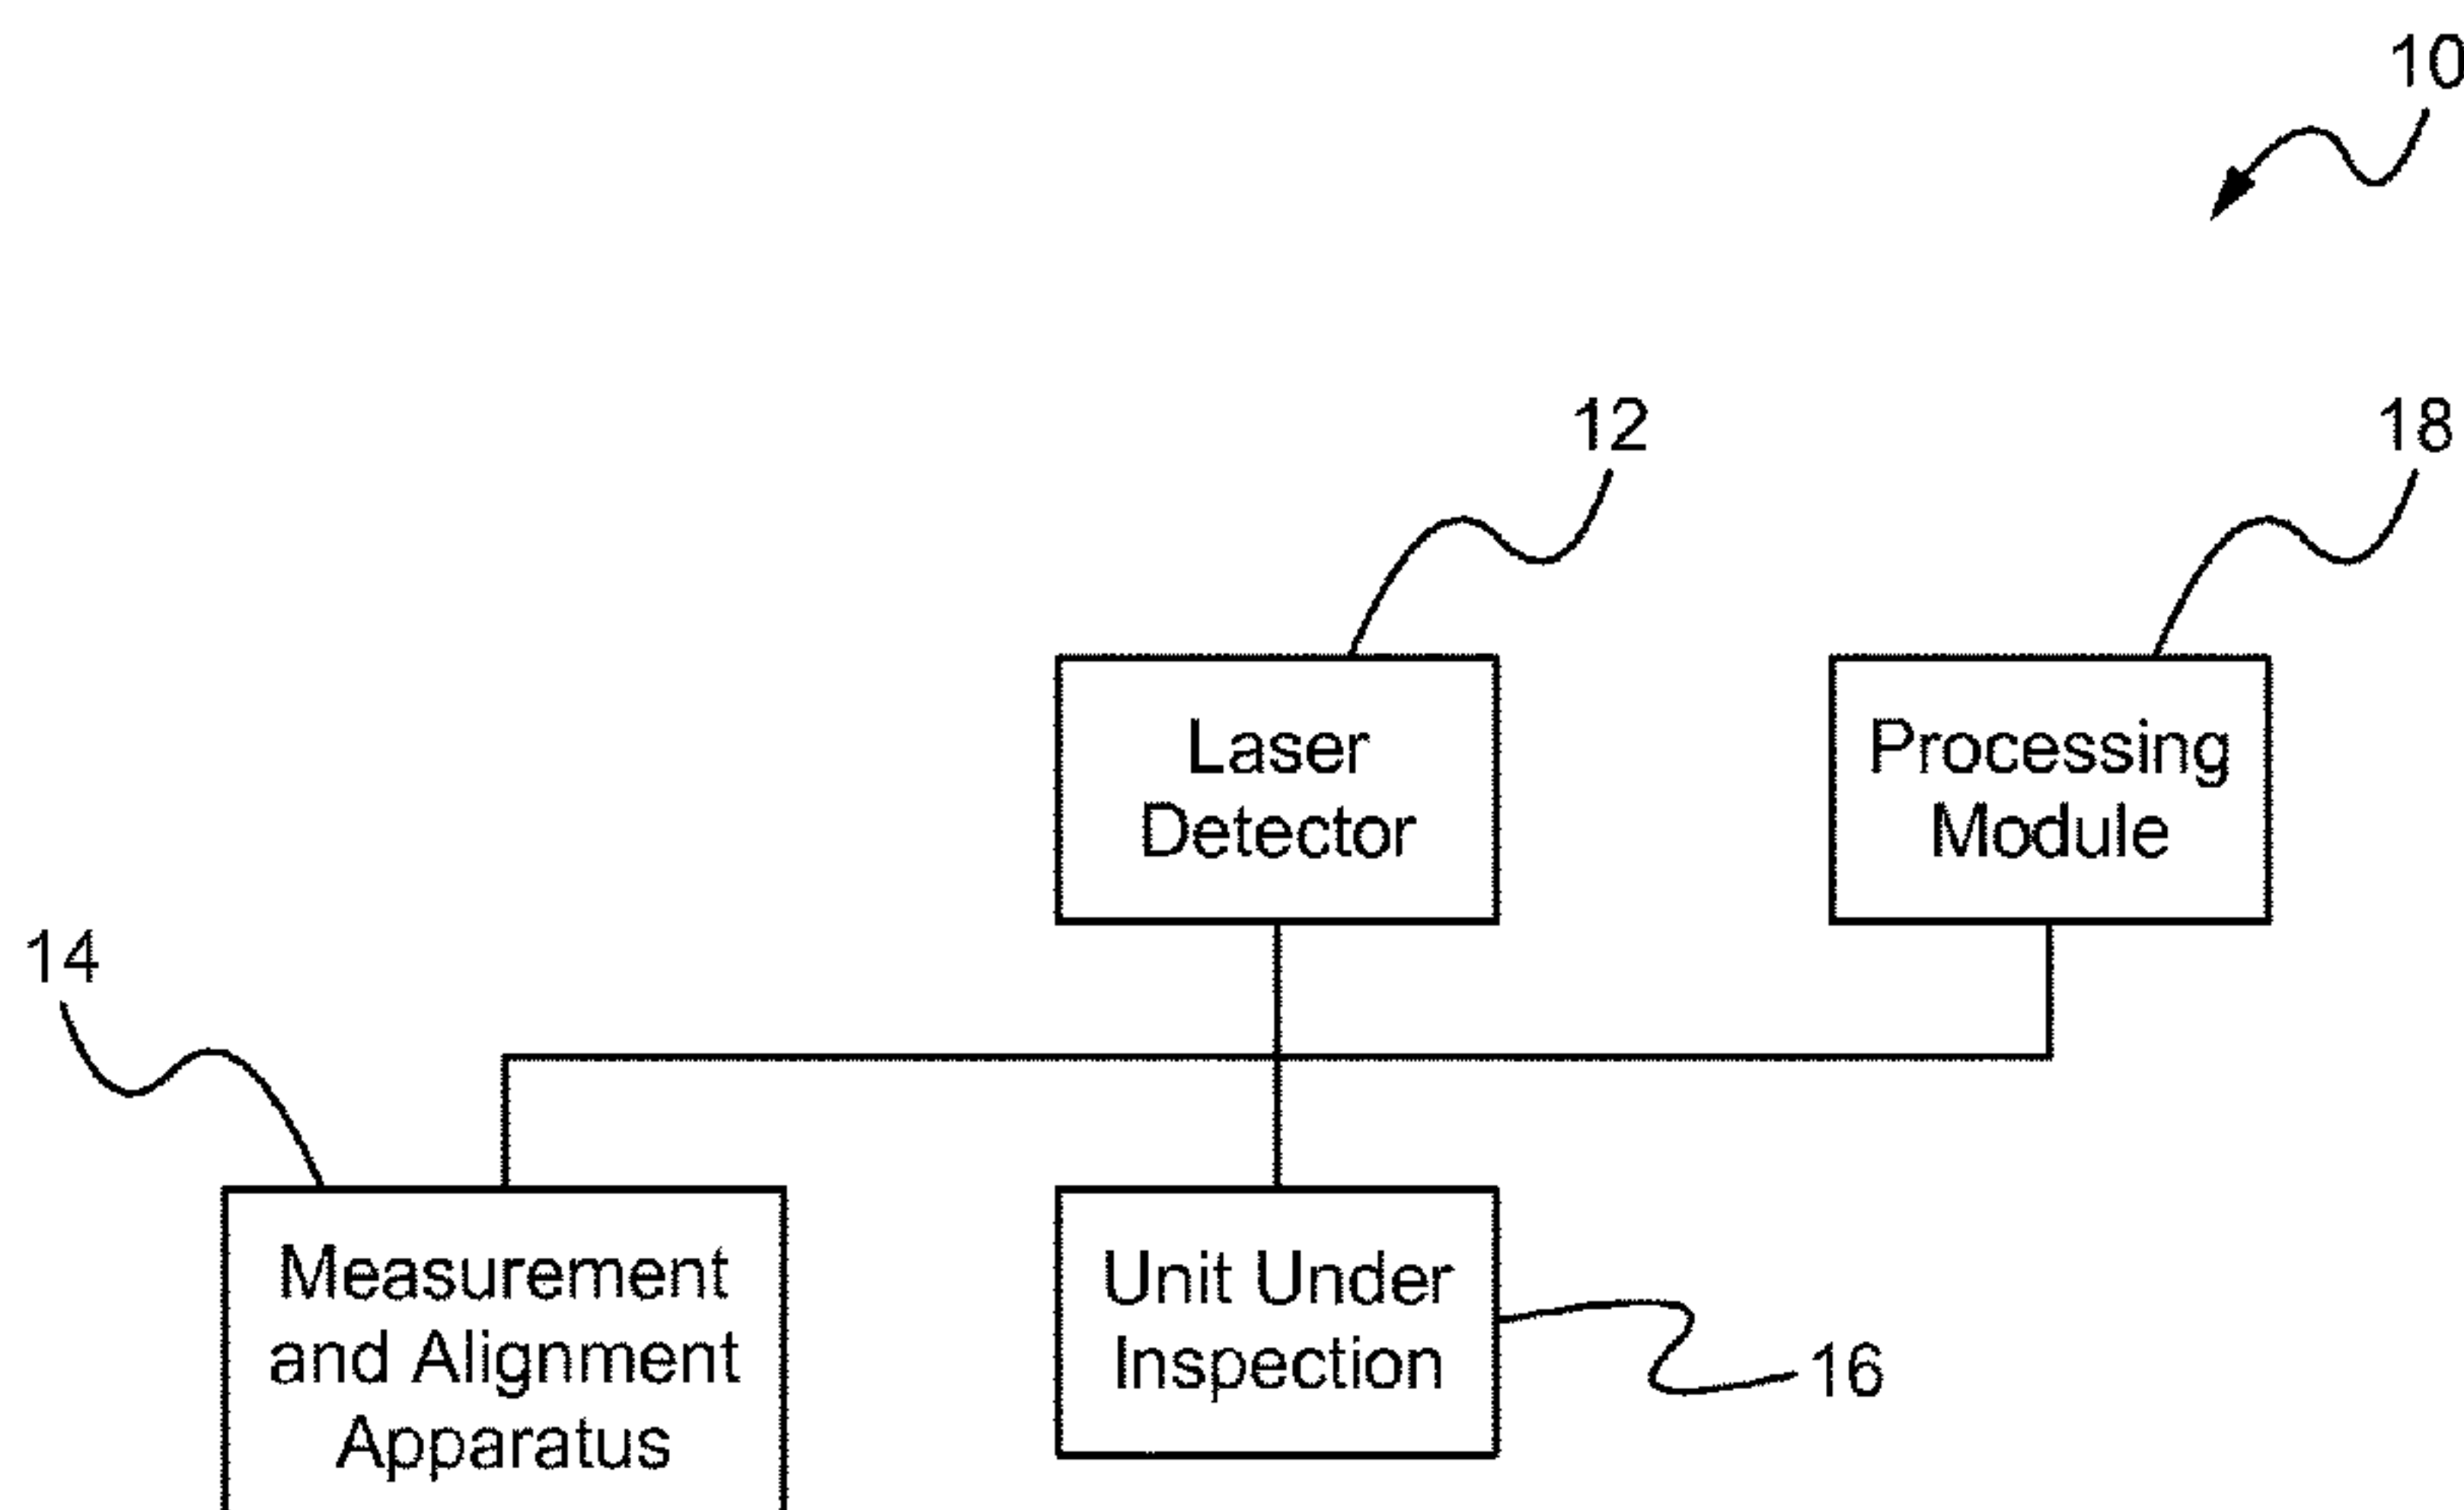 10
12
18
Laser
Detector
Processing
Module
14
Measurement
and Alignment
Apparatus
Unit Under
Inspection
16